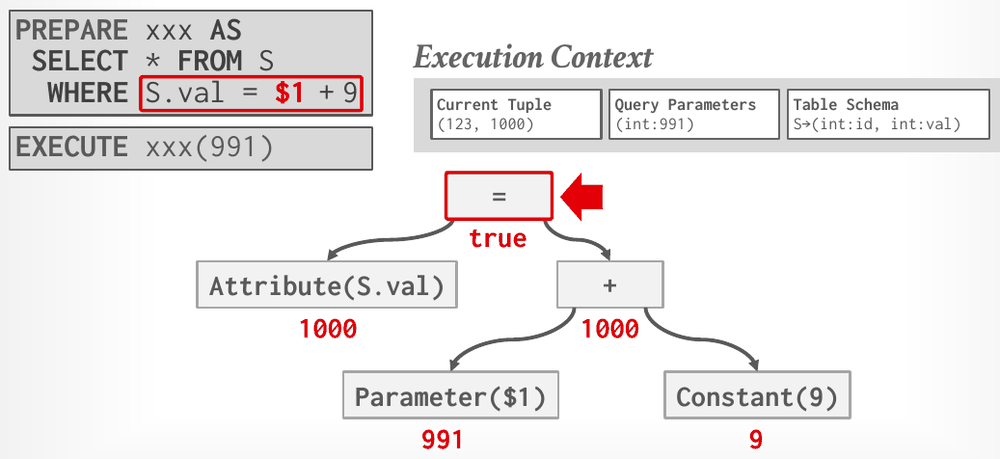 PREPARE xxx AS
SELECT * FROM S
WHERE S.val = $1 + 9
EXECUTE xxx(991)
Execution Context
Current Tuple
(123, 1000)
Query Parameters
(int:991)
Table Schema
S→(int:id, int:val)
=
true
Attribute(S.val)
1000
+
1000
Parameter($1)
991
Constant(9)
9